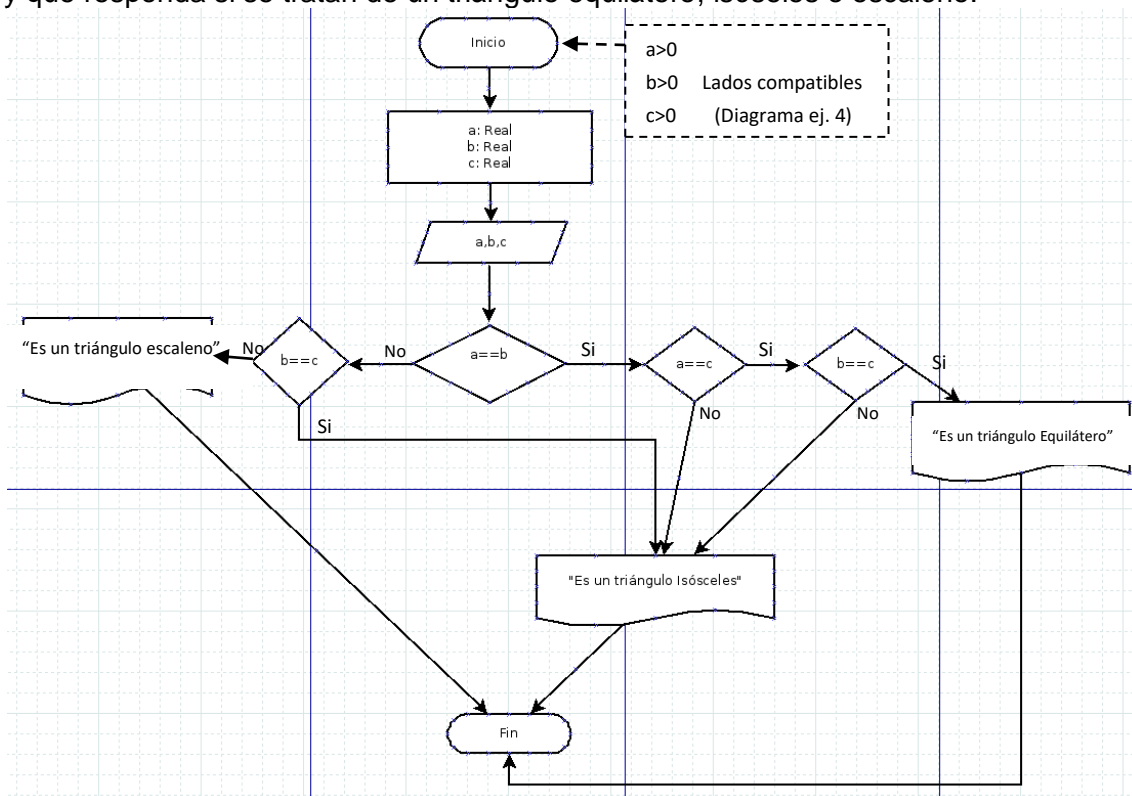 y que responda si se tratan de un triángulo equilátero, isósceles o escaleno.
Inicio
a>0
b>0 Lados compatibles
c>0 (Diagrama ej. 4)
a: Real
b: Real
c: Real
a,b,c
“Es un triángulo escaleno”
No
b==c
No
a==b
Si
a==c
Si
b==c
Si
Si
No
No
“Es un triángulo Equilátero”
"Es un triángulo Isósceles"
Fin